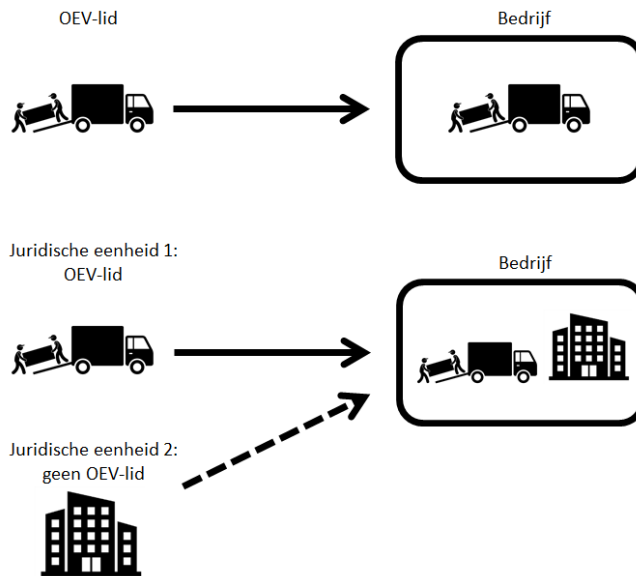 OEV-lid
Bedrijf
Juridische eenheid 1:
OEV-lid
Bedrijf
Juridische eenheid 2:
geen OEV-lid